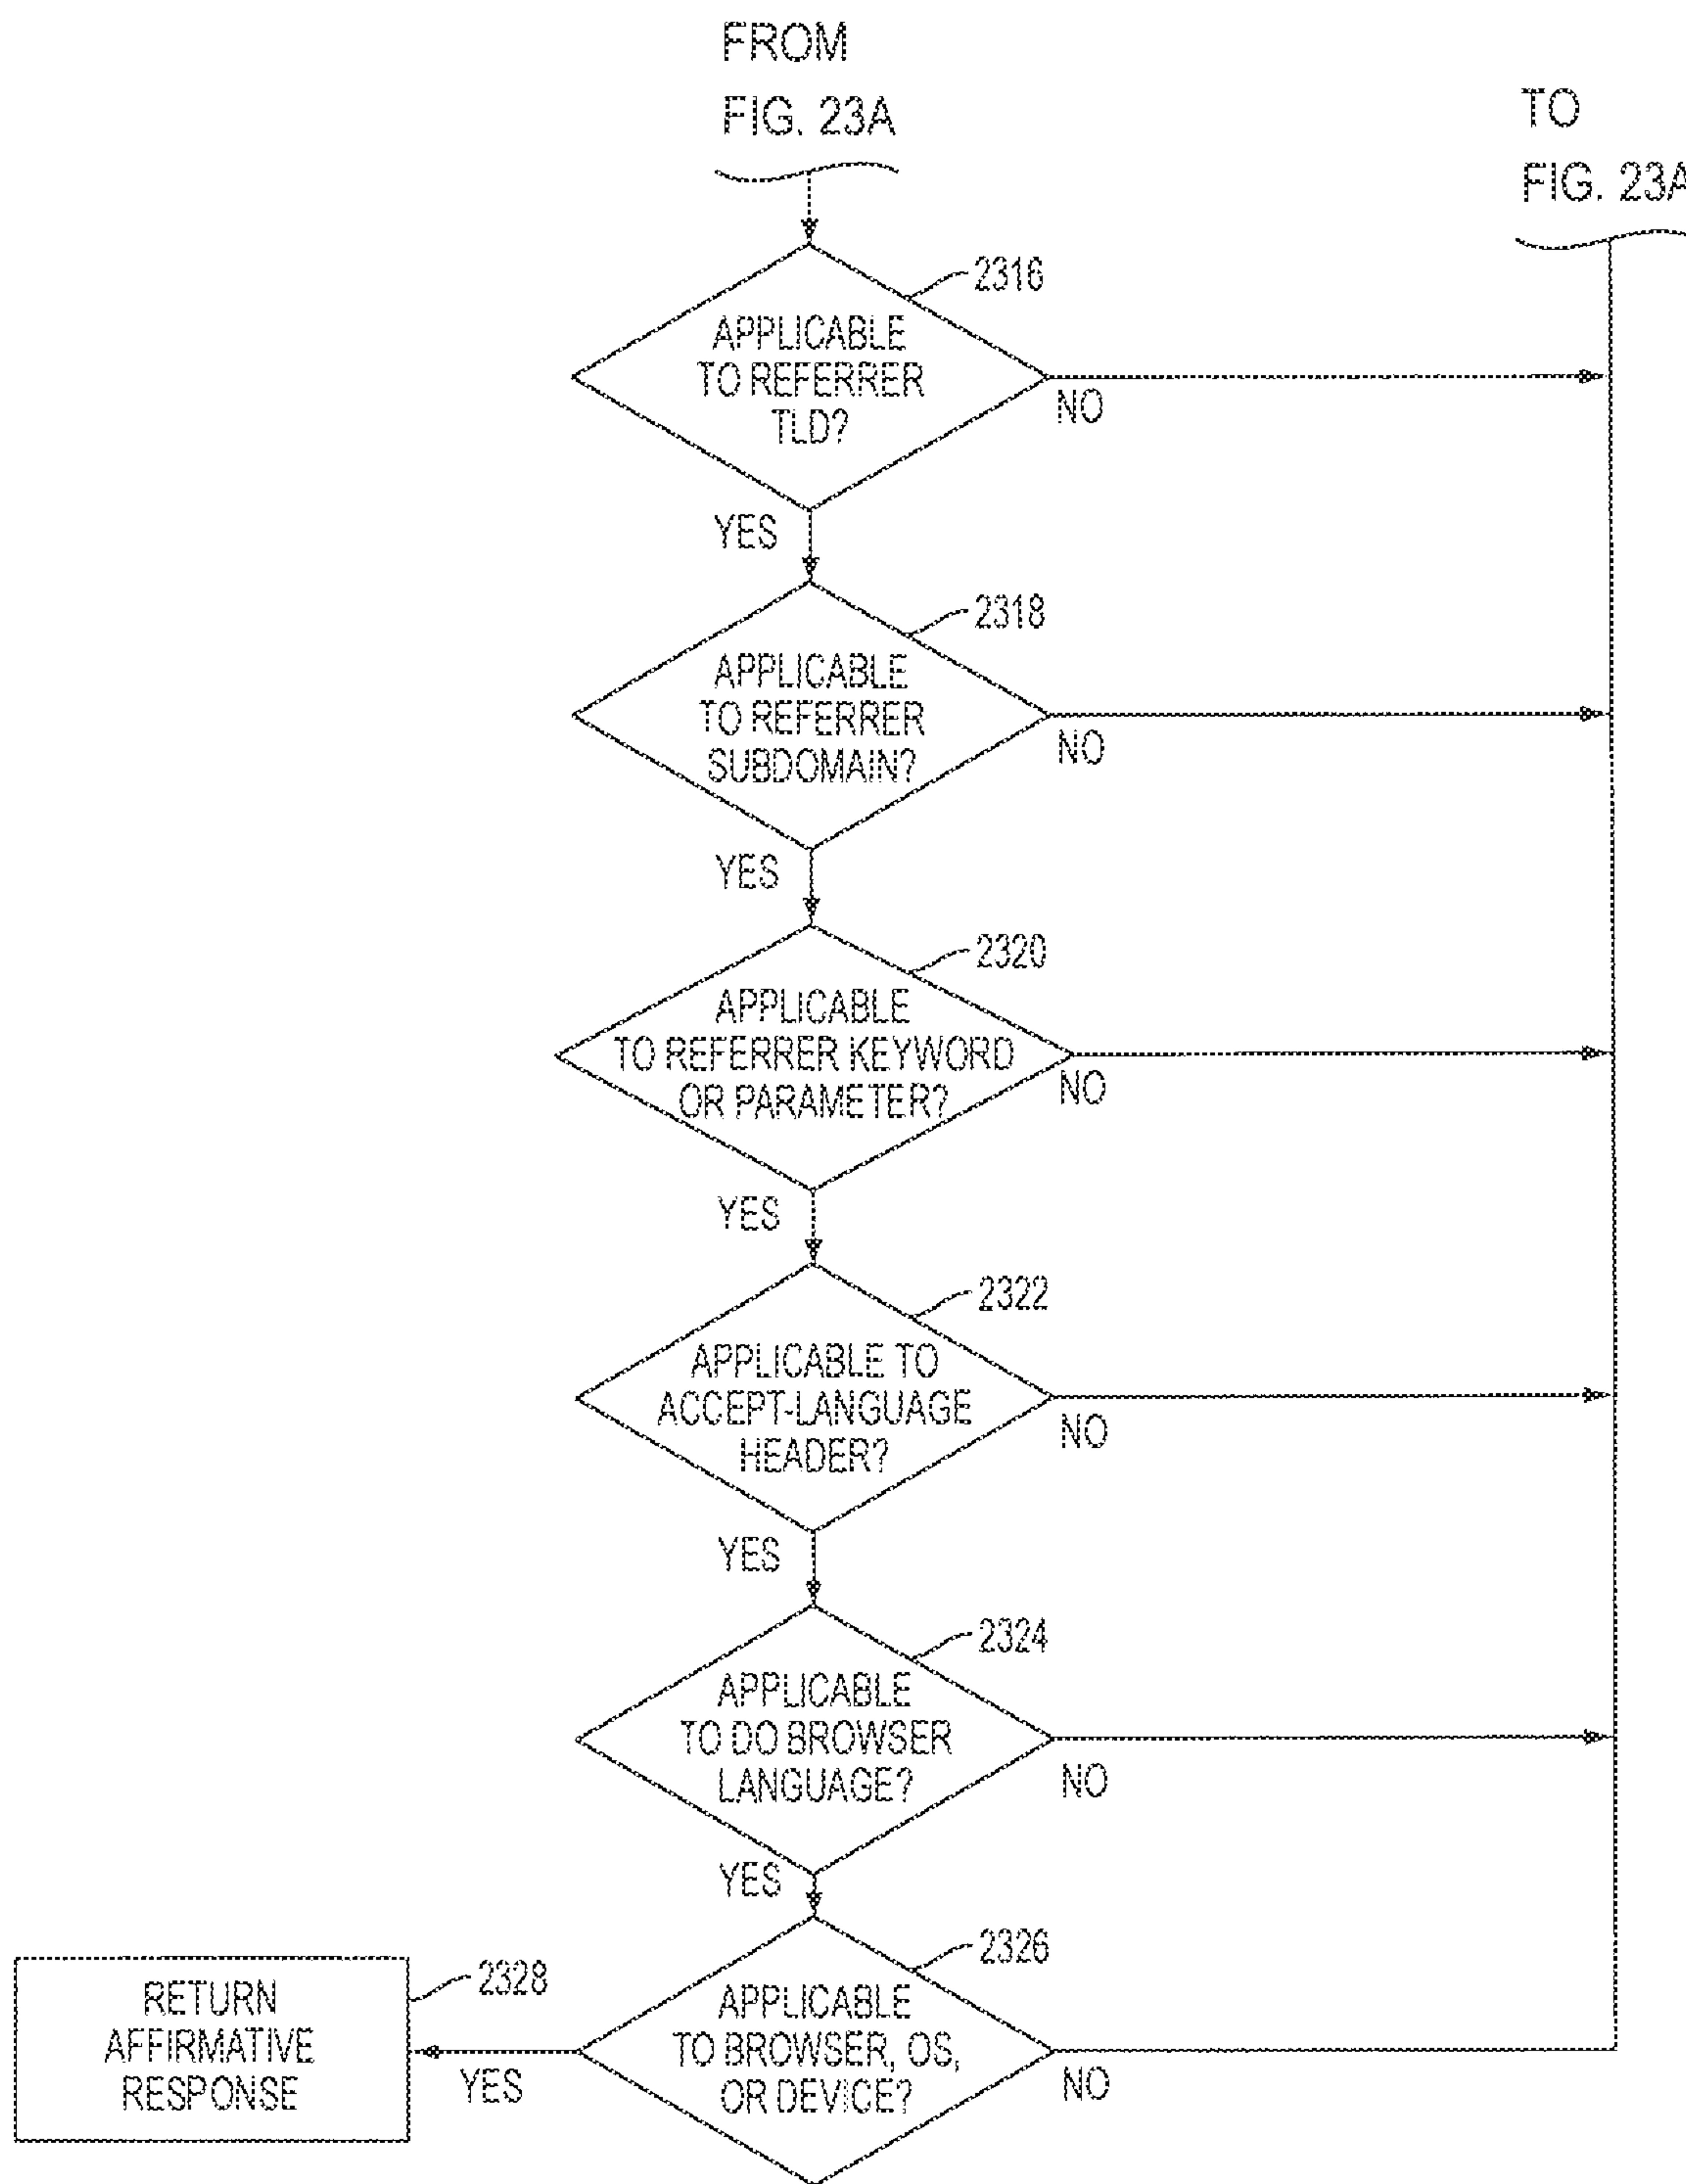 FROM
FIG. 23A
TO
FIG. 23A
2316
APPLICABLE
TO REFERRER
TLD?
NO
YES
2318
APPLICABLE
TO REFERRER
SUBDOMAIN?
NO
YES
2320
APPLICABLE
TO REFERRER KEYWORD
OR PARAMETER?
NO
YES
2322
APPLICABLE TO
ACCEPT-LANGUAGE
HEADER?
NO
YES
2324
APPLICABLE
TO DO BROWSER
LANGUAGE?
NO
YES
2326
APPLICABLE
TO BROWSER, OS,
OR DEVICE?
NO
YES
2328
RETURN
AFFIRMATIVE
RESPONSE